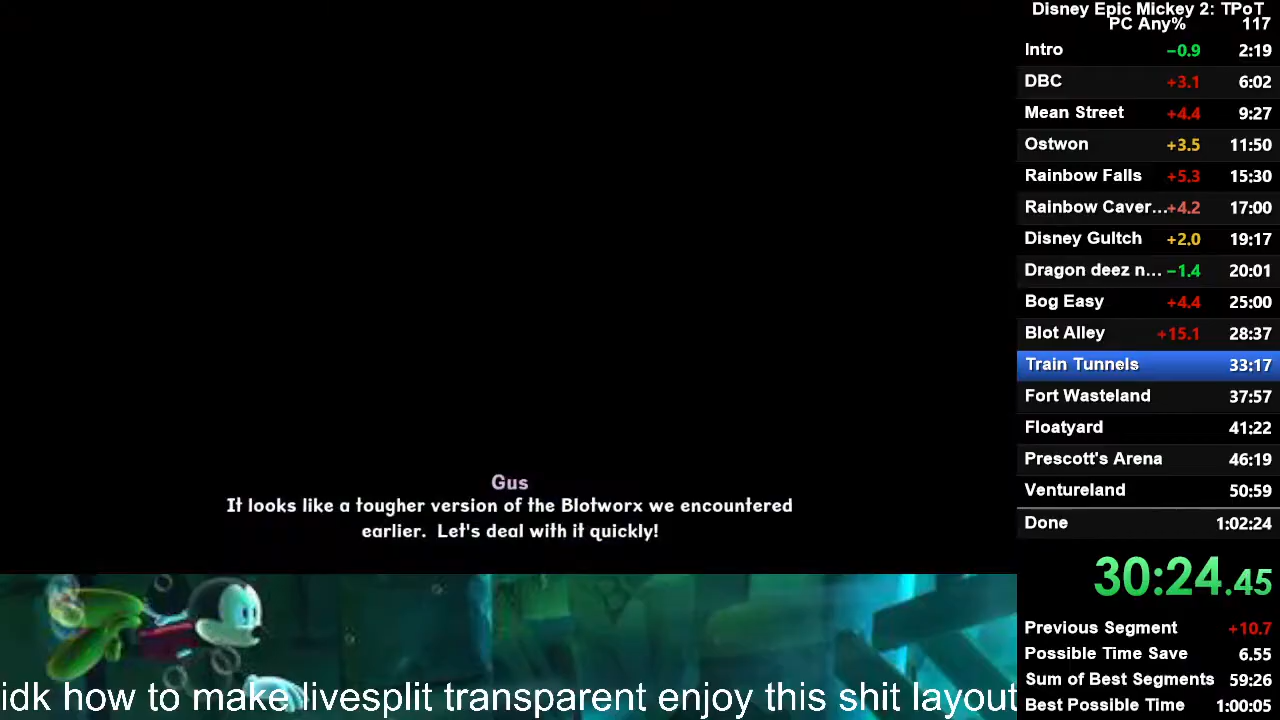 Disney Epic Mickey 2: TPoT
PC Any% 117
Intro −0.9 2:19
DBC +3.1 6:02
Mean Street +4.4 9:27
Ostwon +3.5 11:50
Rainbow Falls +5.3 15:30
Rainbow Caver... +4.2 17:00
Disney Gultch +2.0 19:17
Dragon deez n... −1.4 20:01
Bog Easy +4.4 25:00
Blot Alley +15.1 28:37
Train Tunnels 33:17
Fort Wasteland 37:57
Floatyard 41:22
Prescott's Arena 46:19
Ventureland 50:59
Done 1:02:24
30:24.45
Previous Segment +10.7
Possible Time Save 6.55
Sum of Best Segments 59:26
Best Possible Time 1:00:05
Gus
It looks like a tougher version of the Blotworx we encountered
earlier. Let's deal with it quickly!
idk how to make livesplit transparent enjoy this shit layout